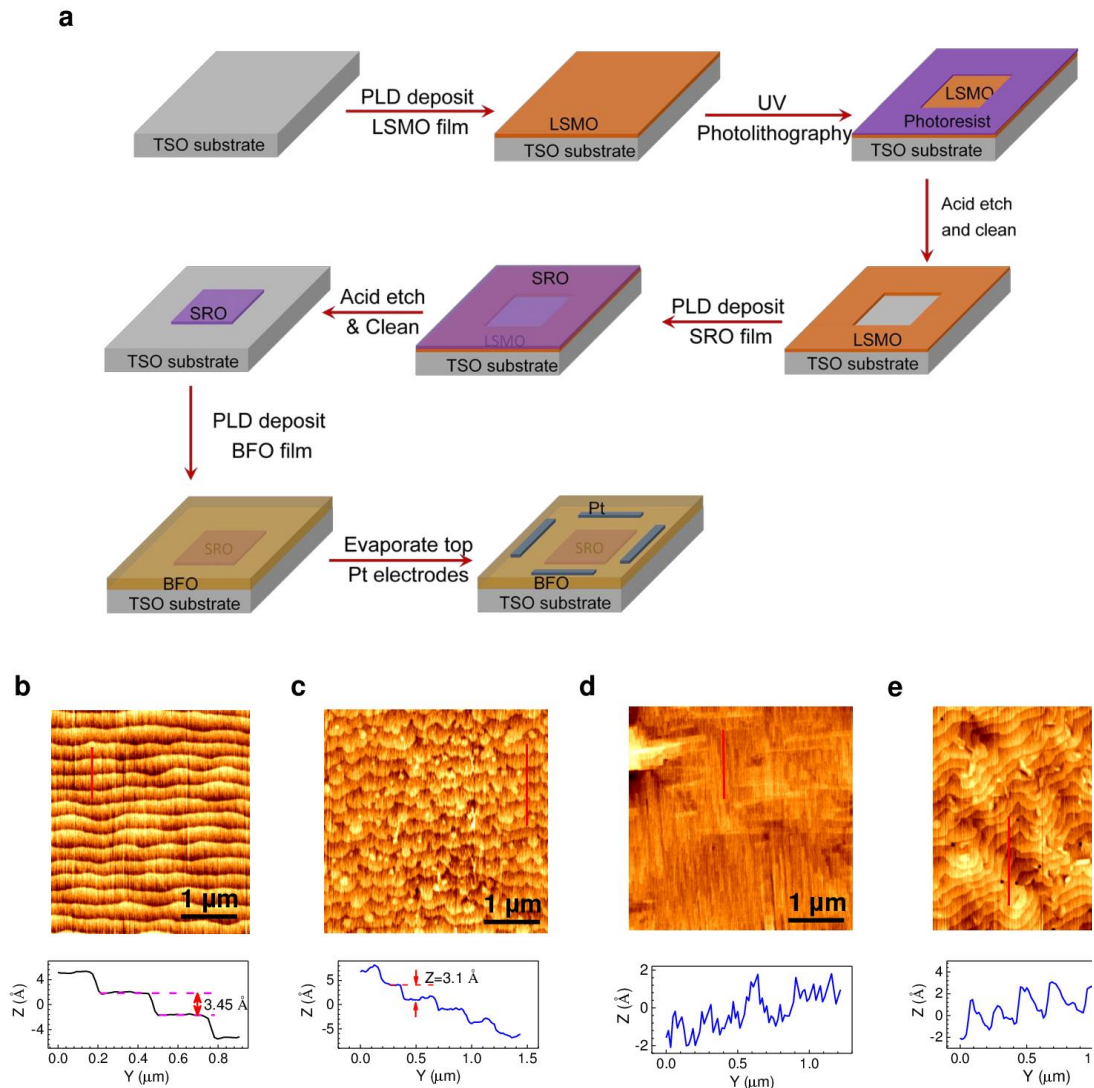 a
PLD deposit
LSMO film
UV
Photolithography
TSO substrate
LSMO
TSO substrate
LSMO
Photoresist
TSO substrate
Acid etch
and clean
SRO
TSO substrate
Acid etch
& Clean
SRO
LSMO
TSO substrate
PLD deposit
SRO film
LSMO
TSO substrate
PLD deposit
BFO film
SRO
BFO
TSO substrate
Evaporate top
Pt electrodes
Pt
SRO
BFO
TSO substrate
b
c
d
e
1 µm
1 µm
1 µm
Z (Å)
4
0
-4
3.45 Å
0.0 0.2 0.4 0.6 0.8
Y (µm)
Z (Å)
5
0
-5
Z=3.1 Å
0.0 0.5 1.0 1.5
Y (µm)
Z (Å)
2
0
-2
0.0 0.5 1.0
Y (µm)
Z (Å)
4
2
0
-2
0.0 0.5
Y (µm)